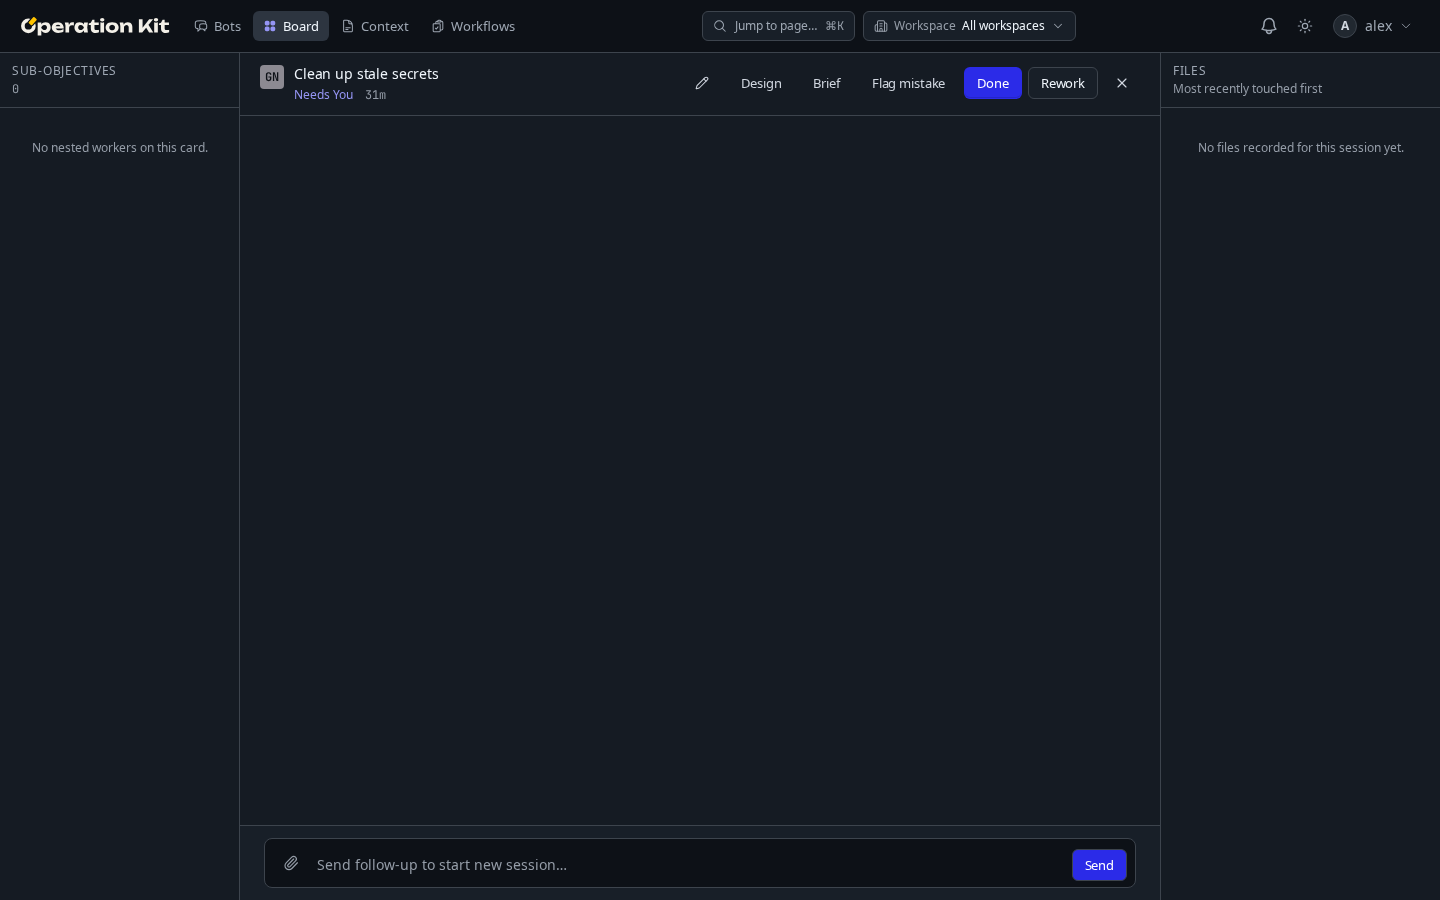 Operation Kit
Bots
Board
Context
Workflows
Jump to page... ⌘K
Workspace All workspaces
A alex
SUB-OBJECTIVES
0
No nested workers on this card.
GN
Clean up stale secrets
Needs You 31m
Design
Brief
Flag mistake
Done
Rework
FILES
Most recently touched first
No files recorded for this session yet.
Send follow-up to start new session...
Send